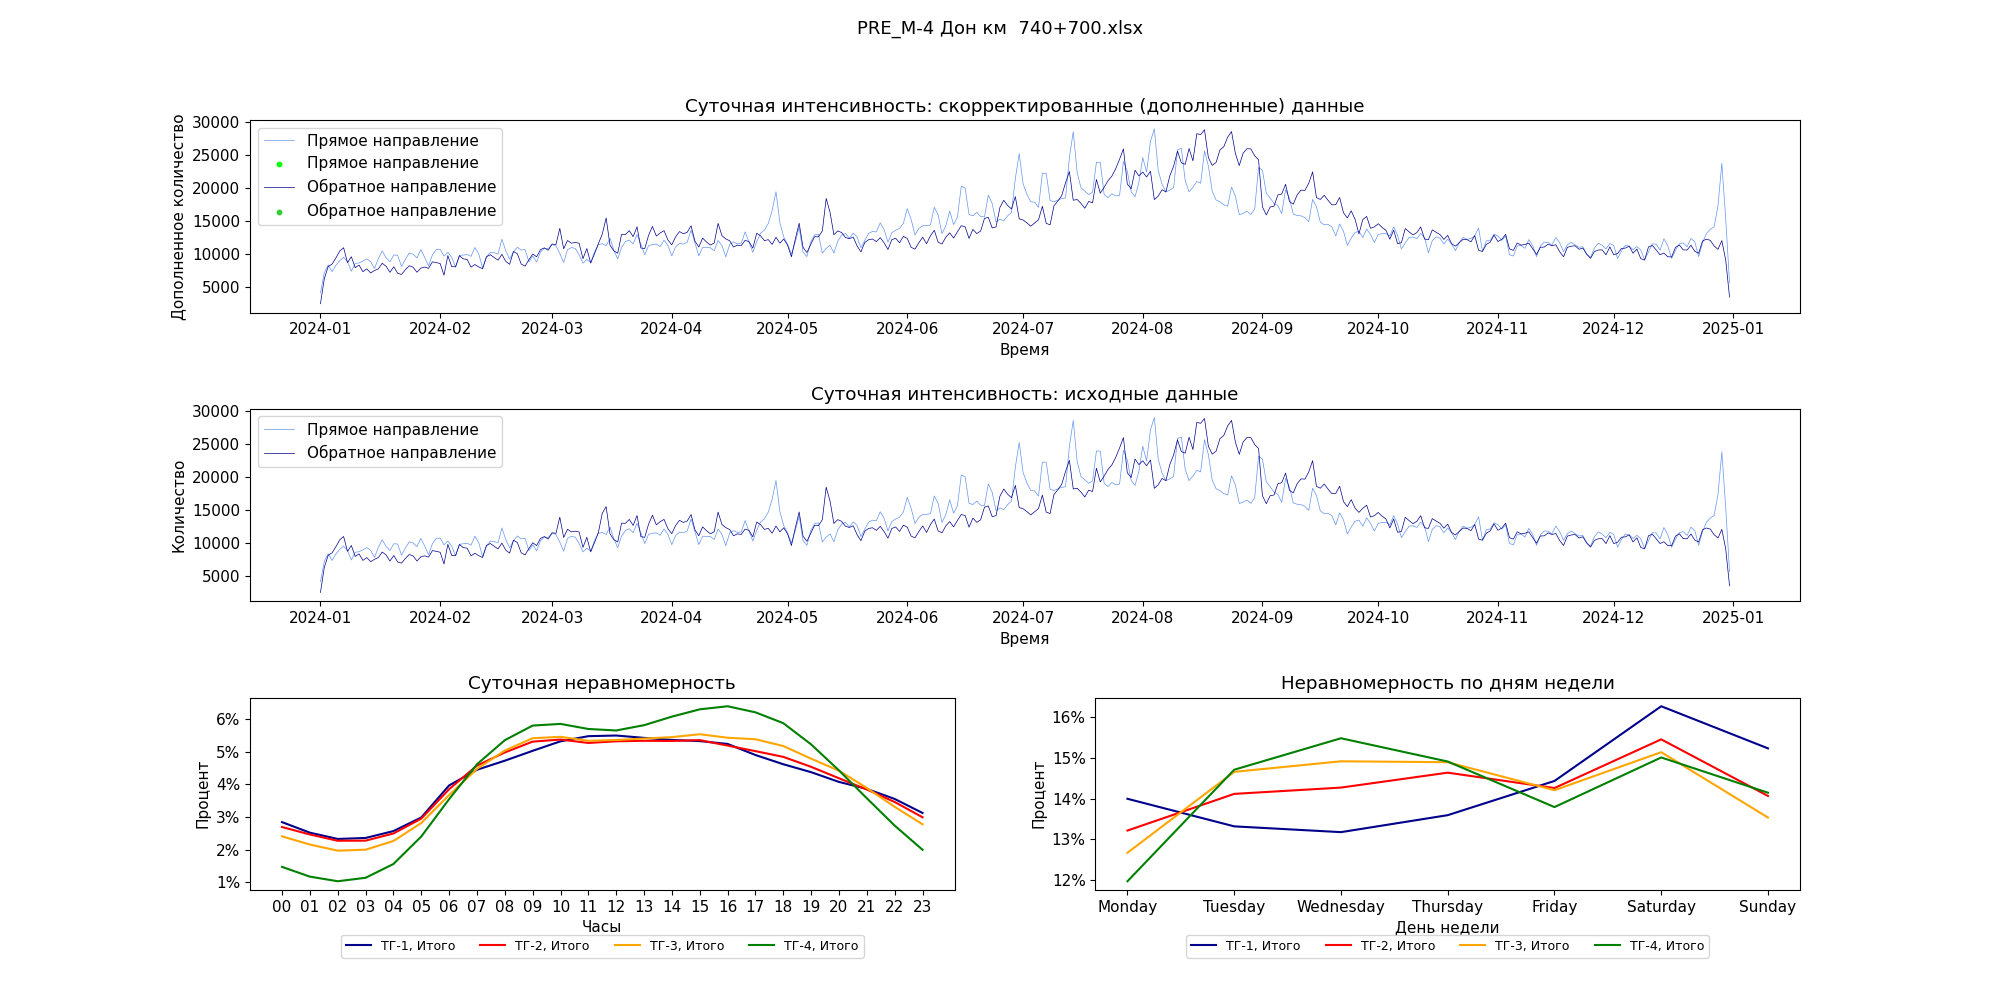 PRE_M-4 Дон км  740+700.xlsx
Суточная интенсивность: скорректированные (дополненные) данные
Дополненное количество
30000
25000
20000
15000
10000
5000
Прямое направление
Прямое направление
Обратное направление
Обратное направление
2024-01 2024-02 2024-03 2024-04 2024-05 2024-06 2024-07 2024-08 2024-09 2024-10 2024-11 2024-12 2025-01
Время
Суточная интенсивность: исходные данные
Количество
30000
25000
20000
15000
10000
5000
Прямое направление
Обратное направление
2024-01 2024-02 2024-03 2024-04 2024-05 2024-06 2024-07 2024-08 2024-09 2024-10 2024-11 2024-12 2025-01
Время
Суточная неравномерность
Процент
6%
5%
4%
3%
2%
1%
00 01 02 03 04 05 06 07 08 09 10 11 12 13 14 15 16 17 18 19 20 21 22 23
Часы
ТГ-1, Итого ТГ-2, Итого ТГ-3, Итого ТГ-4, Итого
Неравномерность по дням недели
Процент
16%
15%
14%
13%
12%
Monday Tuesday Wednesday Thursday Friday Saturday Sunday
День недели
ТГ-1, Итого ТГ-2, Итого ТГ-3, Итого ТГ-4, Итого